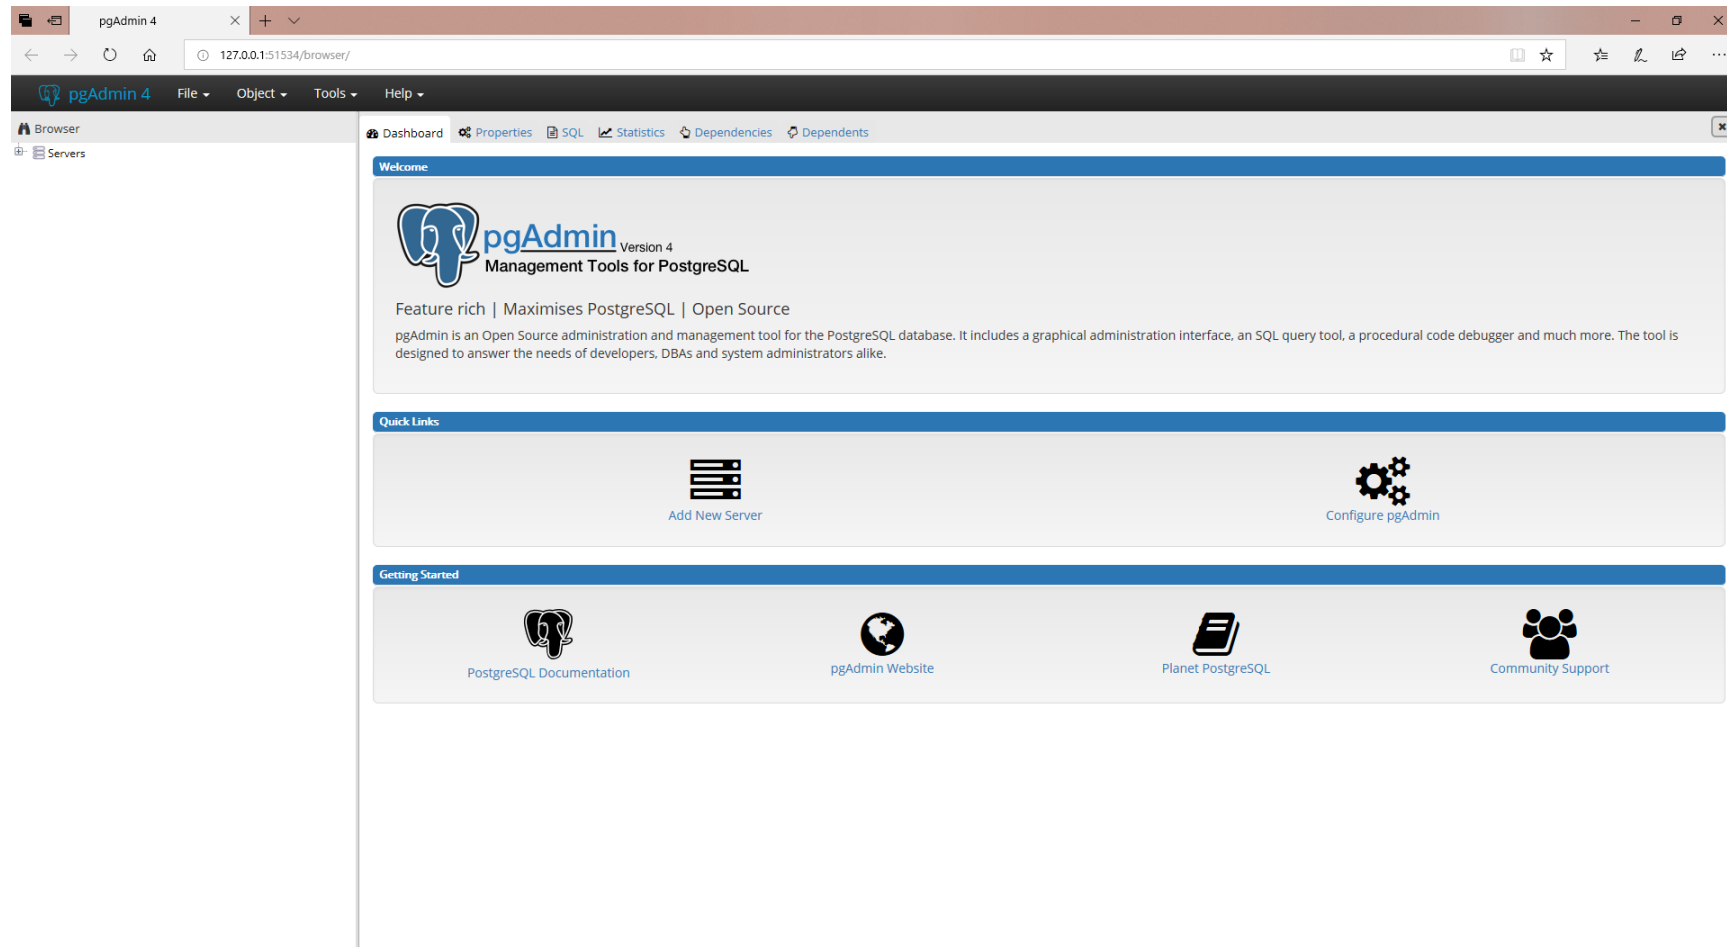 pgAdmin 4
127.0.0.1:51534/browser/
pgAdmin 4 File Object Tools Help
Browser
Servers
Dashboard Properties SQL Statistics Dependencies Dependents
Welcome
pgAdmin Version 4
Management Tools for PostgreSQL
Feature rich | Maximises PostgreSQL | Open Source
pgAdmin is an Open Source administration and management tool for the PostgreSQL database. It includes a graphical administration interface, an SQL query tool, a procedural code debugger and much more. The tool is
designed to answer the needs of developers, DBAs and system administrators alike.
Quick Links
Add New Server Configure pgAdmin
Getting Started
PostgreSQL Documentation pgAdmin Website Planet PostgreSQL Community Support